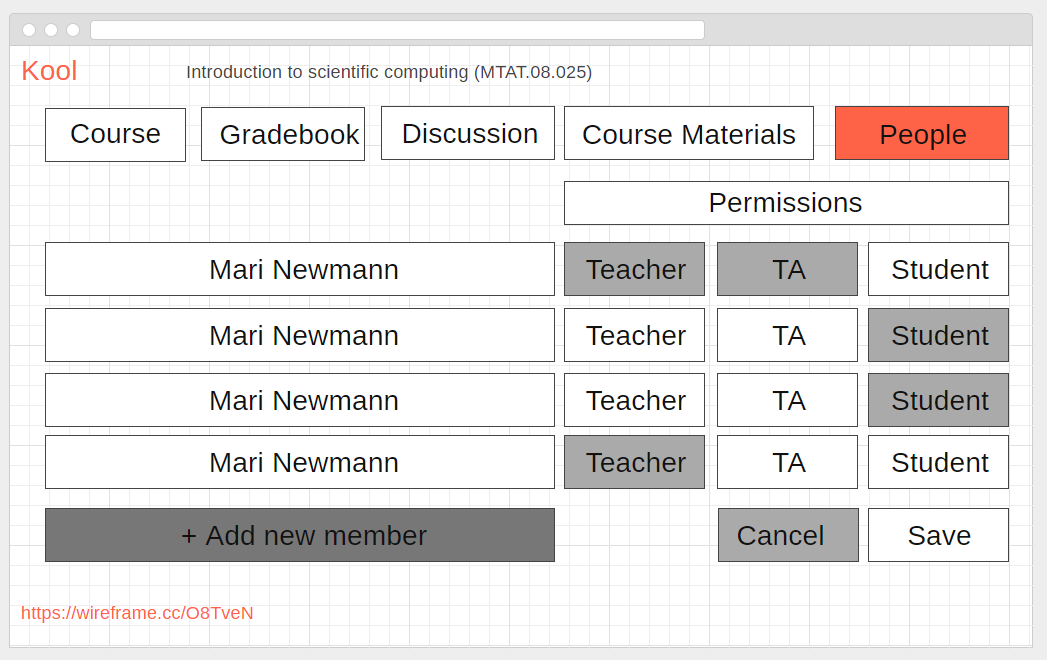 Kool
Introduction to scientific computing (MTAT.08.025)
Course Gradebook Discussion Course Materials People
Permissions
Mari Newmann Teacher TA Student
Mari Newmann Teacher TA Student
Mari Newmann Teacher TA Student
Mari Newmann Teacher TA Student
+ Add new member Cancel Save
https://wireframe.cc/O8TveN